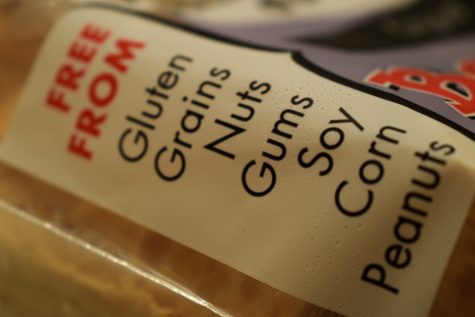 FREE
FROM
Gluten
Grains
Nuts
Gums
Soy
Corn
Peanuts